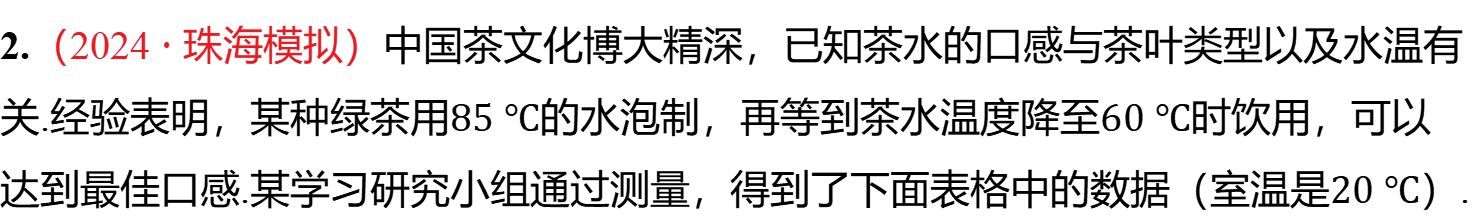 2.（2024·珠海模拟）中国茶文化博大精深，已知茶水的口感与茶叶类型以及水温有
关.经验表明，某种绿茶用85 ℃的水泡制，再等到茶水温度降至60 ℃时饮用，可以
达到最佳口感.某学习研究小组通过测量，得到了下面表格中的数据（室温是20 ℃）.